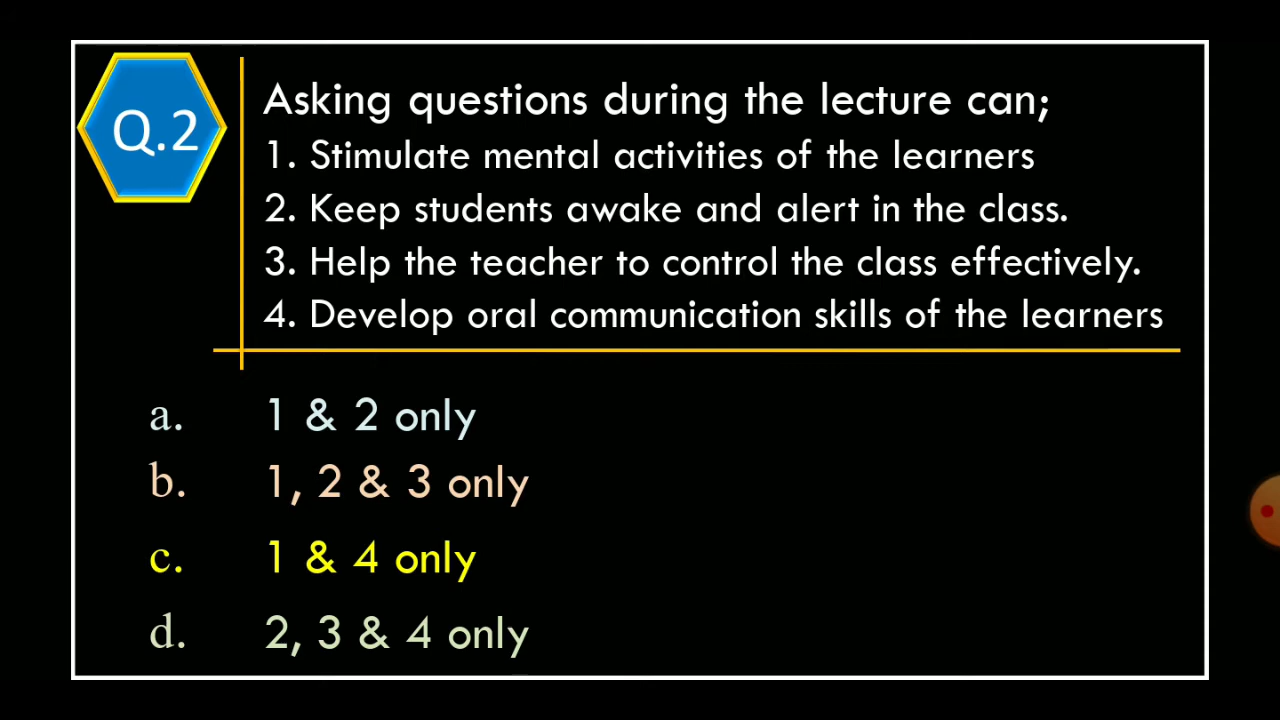 Q.2
Asking questions during the lecture can;
1. Stimulate mental activities of the learners
2. Keep students awake and alert in the class.
3. Help the teacher to control the class effectively.
4. Develop oral communication skills of the learners
a. 1 & 2 only
b. 1, 2 & 3 only
c. 1 & 4 only
d. 2, 3 & 4 only